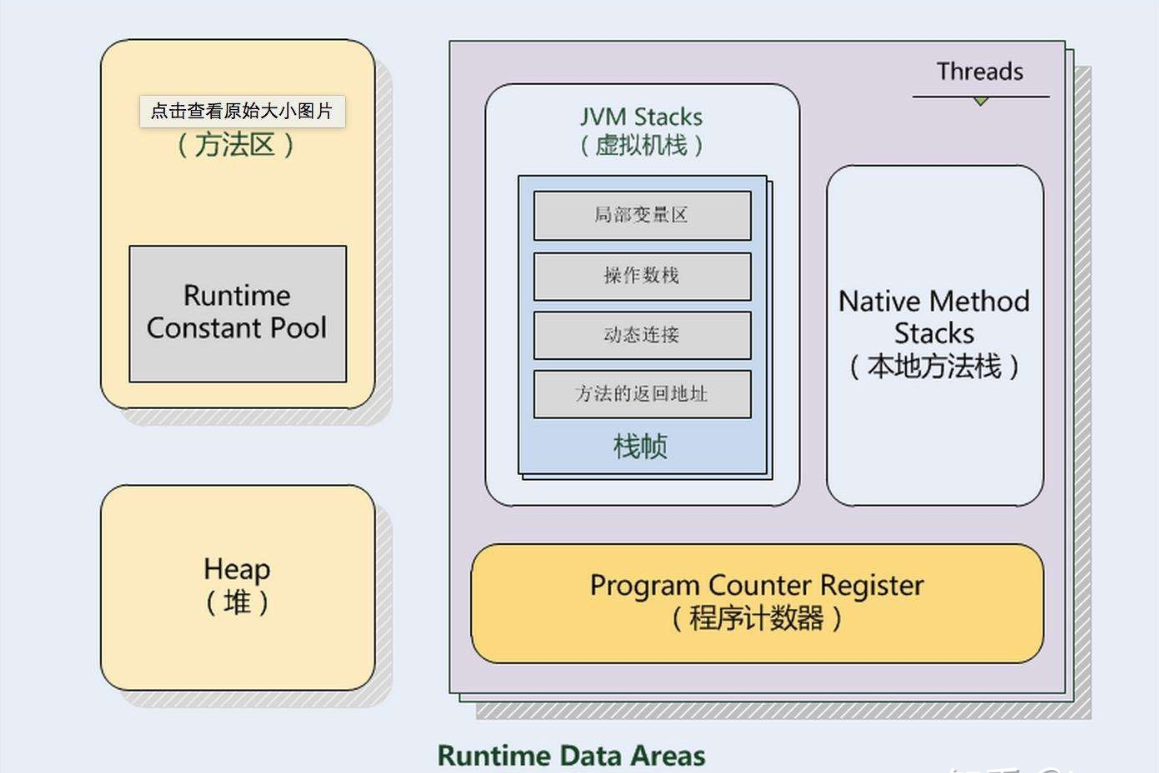 点击查看原始大小图片
（方法区）
Runtime
Constant Pool
Heap
（堆）
Threads
JVM Stacks
（虚拟机栈）
局部变量区
操作数栈
动态连接
方法的返回地址
栈帧
Native Method
Stacks
（本地方法栈）
Program Counter Register
（程序计数器）
Runtime Data Areas